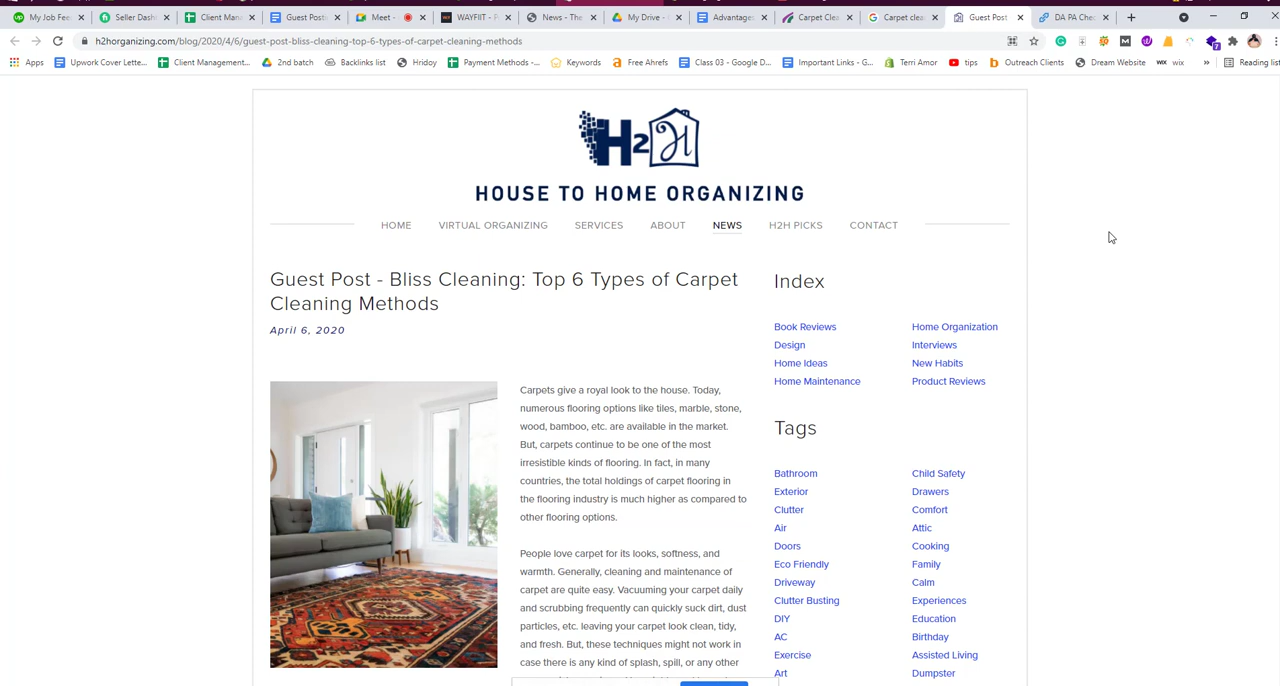 My Job Fee
Seller Dash
Client Mana
Guest Post
Meet -
WAYFIIT - P
News - The
My Drive - G
Advantages
Carpet Clea
Carpet clea
Guest Post
DA PA Che
h2horganizing.com/blog/2020/4/6/guest-post-bliss-cleaning-top-6-types-of-carpet-cleaning-methods
Apps
Upwork Cover Lette...
Client Management...
2nd batch
Backlinks list
Hridoy
Payment Methods -...
Keywords
Free Ahrefs
Class 03 - Google D...
Important Links - G...
Terri Amor
tips
Outreach Clients
Dream Website
WIX wix
Reading list
H2H
HOUSE TO HOME ORGANIZING
HOME VIRTUAL ORGANIZING SERVICES ABOUT NEWS H2H PICKS CONTACT
Guest Post - Bliss Cleaning: Top 6 Types of Carpet
Cleaning Methods
April 6, 2020
Carpets give a royal look to the house. Today,
numerous flooring options like tiles, marble, stone,
wood, bamboo, etc. are available in the market.
But, carpets continue to be one of the most
irresistible kinds of flooring. In fact, in many
countries, the total holdings of carpet flooring in
the flooring industry is much higher as compared to
other flooring options.
People love carpet for its looks, softness, and
warmth. Generally, cleaning and maintenance of
carpet are quite easy. Vacuuming your carpet daily
and scrubbing frequently can quickly suck dirt, dust
particles, etc. leaving your carpet look clean, tidy,
and fresh. But, these techniques might not work in
case there is any kind of splash, spill, or any other
Index
Book Reviews Home Organization
Design Interviews
Home Ideas New Habits
Home Maintenance Product Reviews
Tags
Bathroom Child Safety
Exterior Drawers
Clutter Comfort
Air Attic
Doors Cooking
Eco Friendly Family
Driveway Calm
Clutter Busting Experiences
DIY Education
AC Birthday
Exercise Assisted Living
Art Dumpster